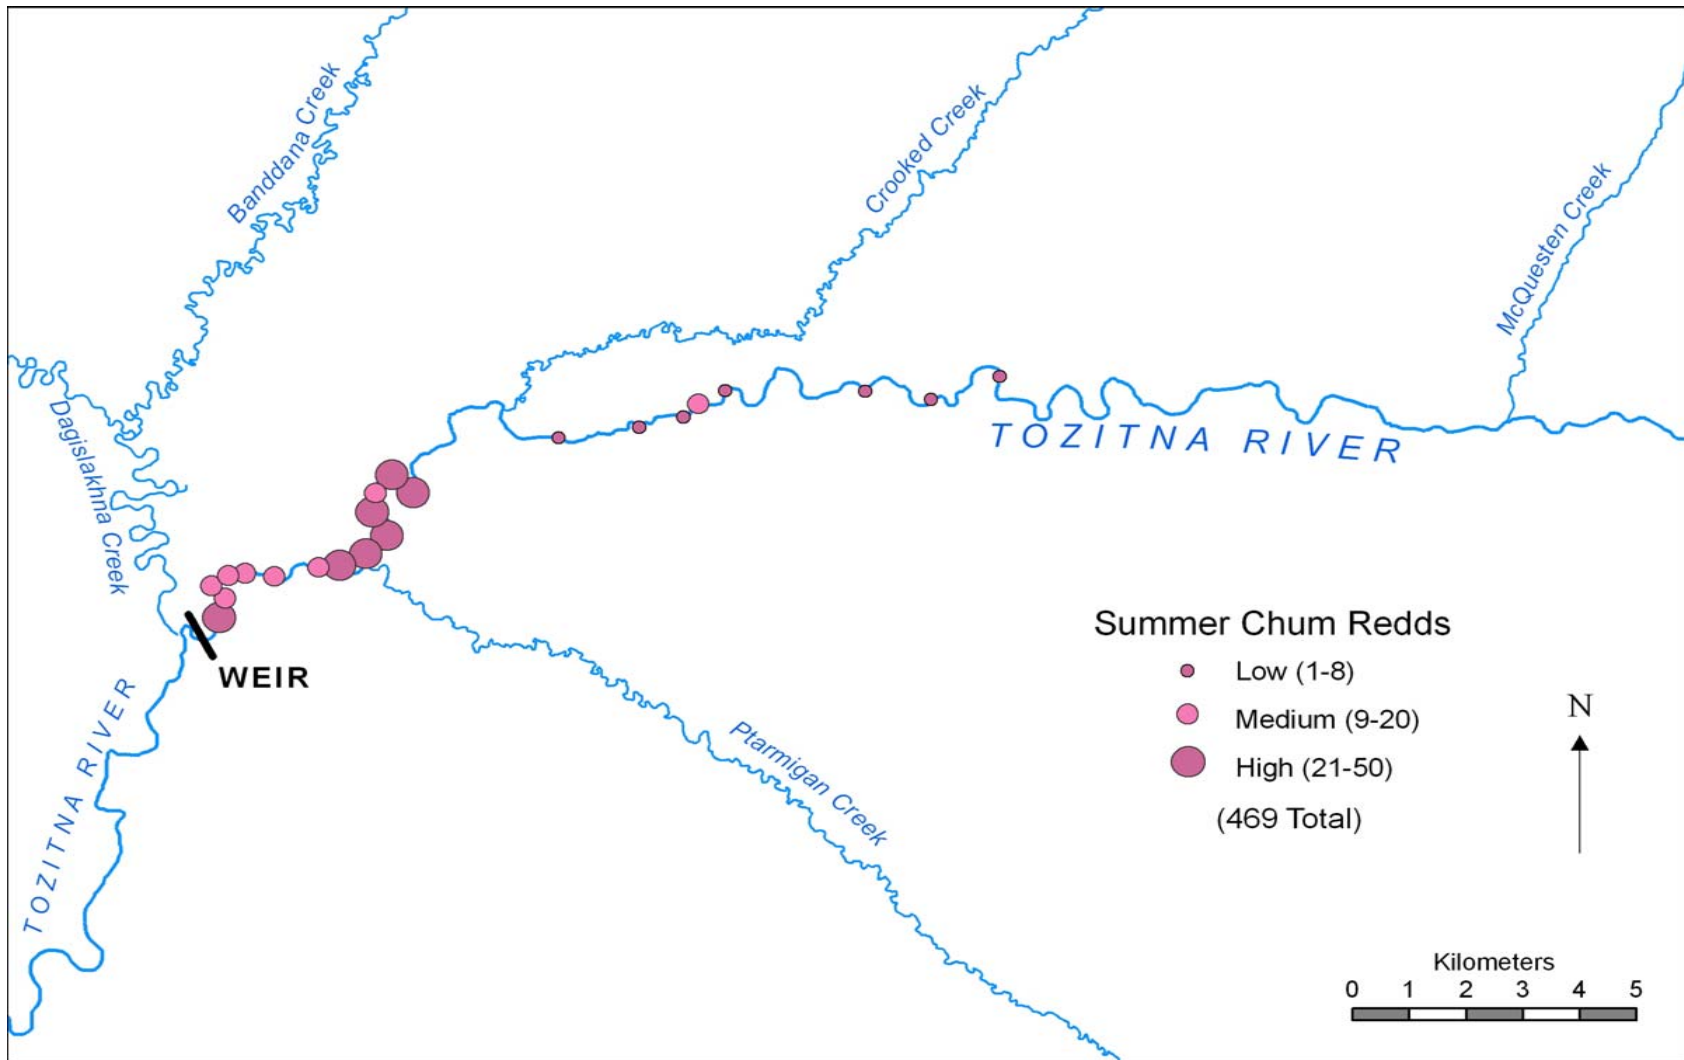 Banddana Creek
Crooked Creek
McQuesten Creek
Dagislakhna Creek
TOZITNA RIVER
WEIR
TOZITNA RIVER
Ptarmigan Creek
Summer Chum Redds
Low (1-8)
Medium (9-20)
High (21-50)
(469 Total)
N
Kilometers
0 1 2 3 4 5